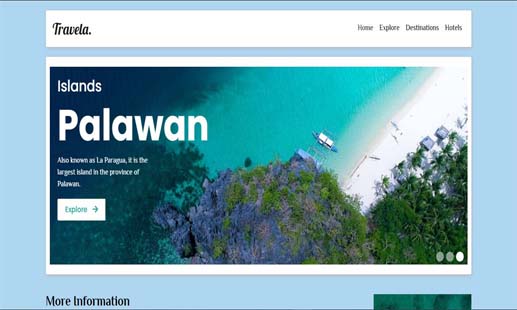 Travela.
Home Explore Destinations Hotels
Islands
Palawan
Also known as La Paragua, it is the
largest island in the province of
Palawan.
Explore →
More Information